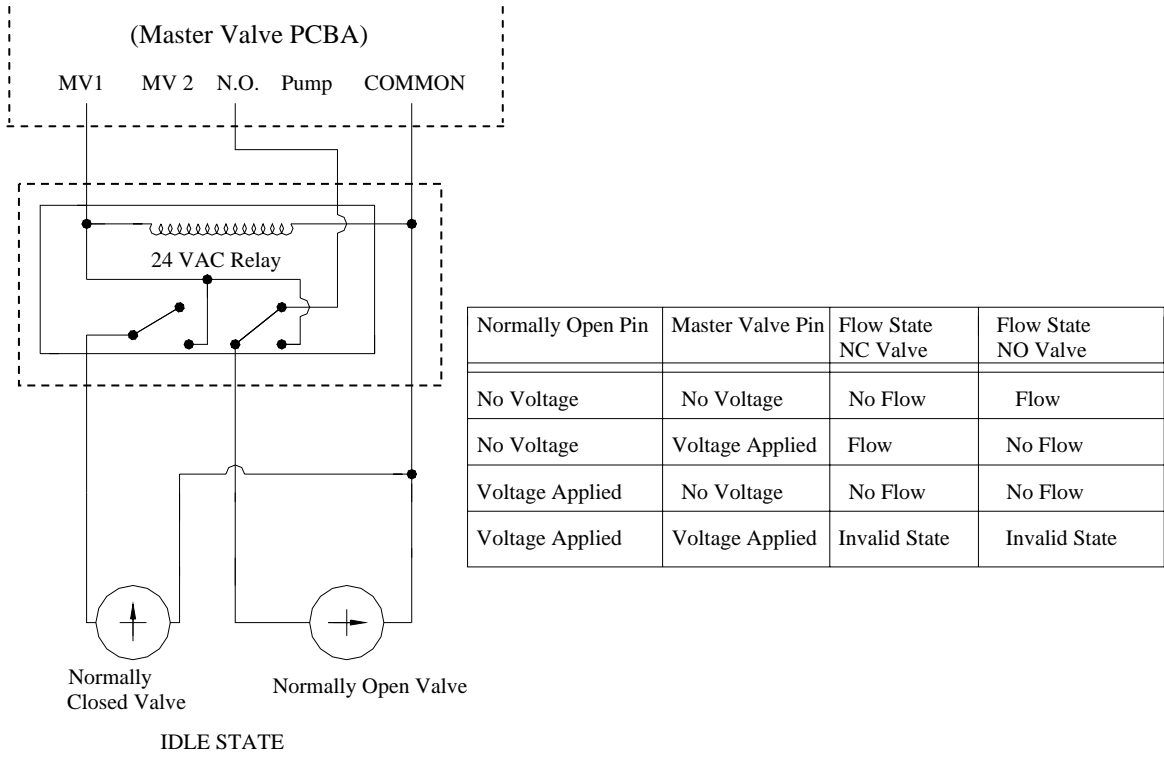 (Master Valve PCBA)
MV1 MV 2 N.O. Pump COMMON
24 VAC Relay
Normally Open Pin Master Valve Pin Flow State NC Valve Flow State NO Valve
No Voltage No Voltage No Flow Flow
No Voltage Voltage Applied Flow No Flow
Voltage Applied No Voltage No Flow No Flow
Voltage Applied Voltage Applied Invalid State Invalid State
Normally
Closed Valve
Normally Open Valve
IDLE STATE